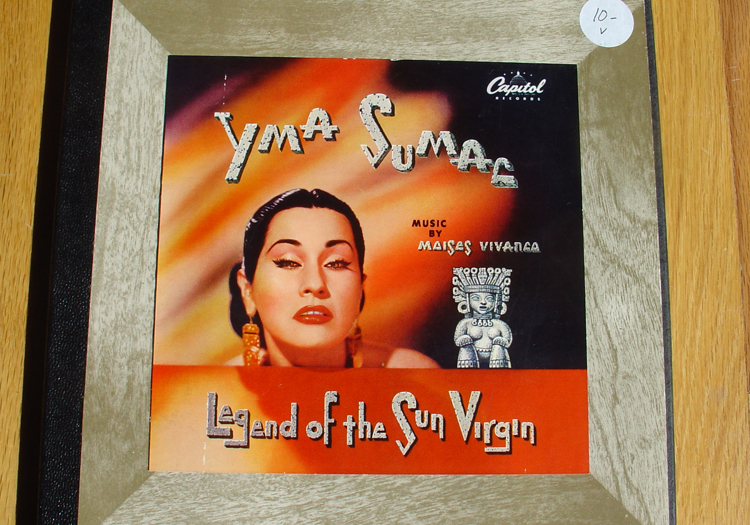 10-
v
Capitol
RECORDS
YMA SUMAC
MUSIC
BY
MOISES VIVANCO
Legend of the Sun Virgin